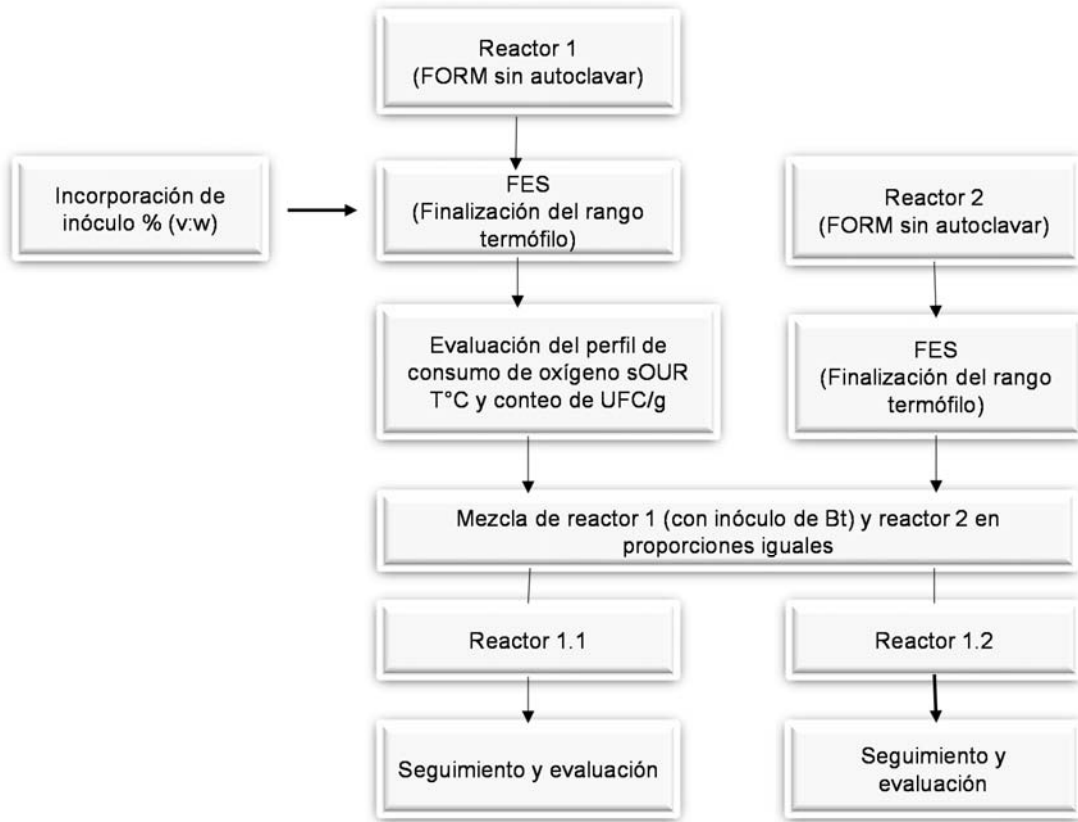 Reactor 1
(FORM sin autoclavar)
Incorporación de
inóculo % (v:w)
FES
(Finalización del rango
termófilo)
Reactor 2
(FORM sin autoclavar)
Evaluación del perfil de
consumo de oxígeno sOUR
T°C y conteo de UFC/g
FES
(Finalización del rango
termófilo)
Mezcla de reactor 1 (con inóculo de Bt) y reactor 2 en
proporciones iguales
Reactor 1.1
Reactor 1.2
Seguimiento y evaluación
Seguimiento y
evaluación